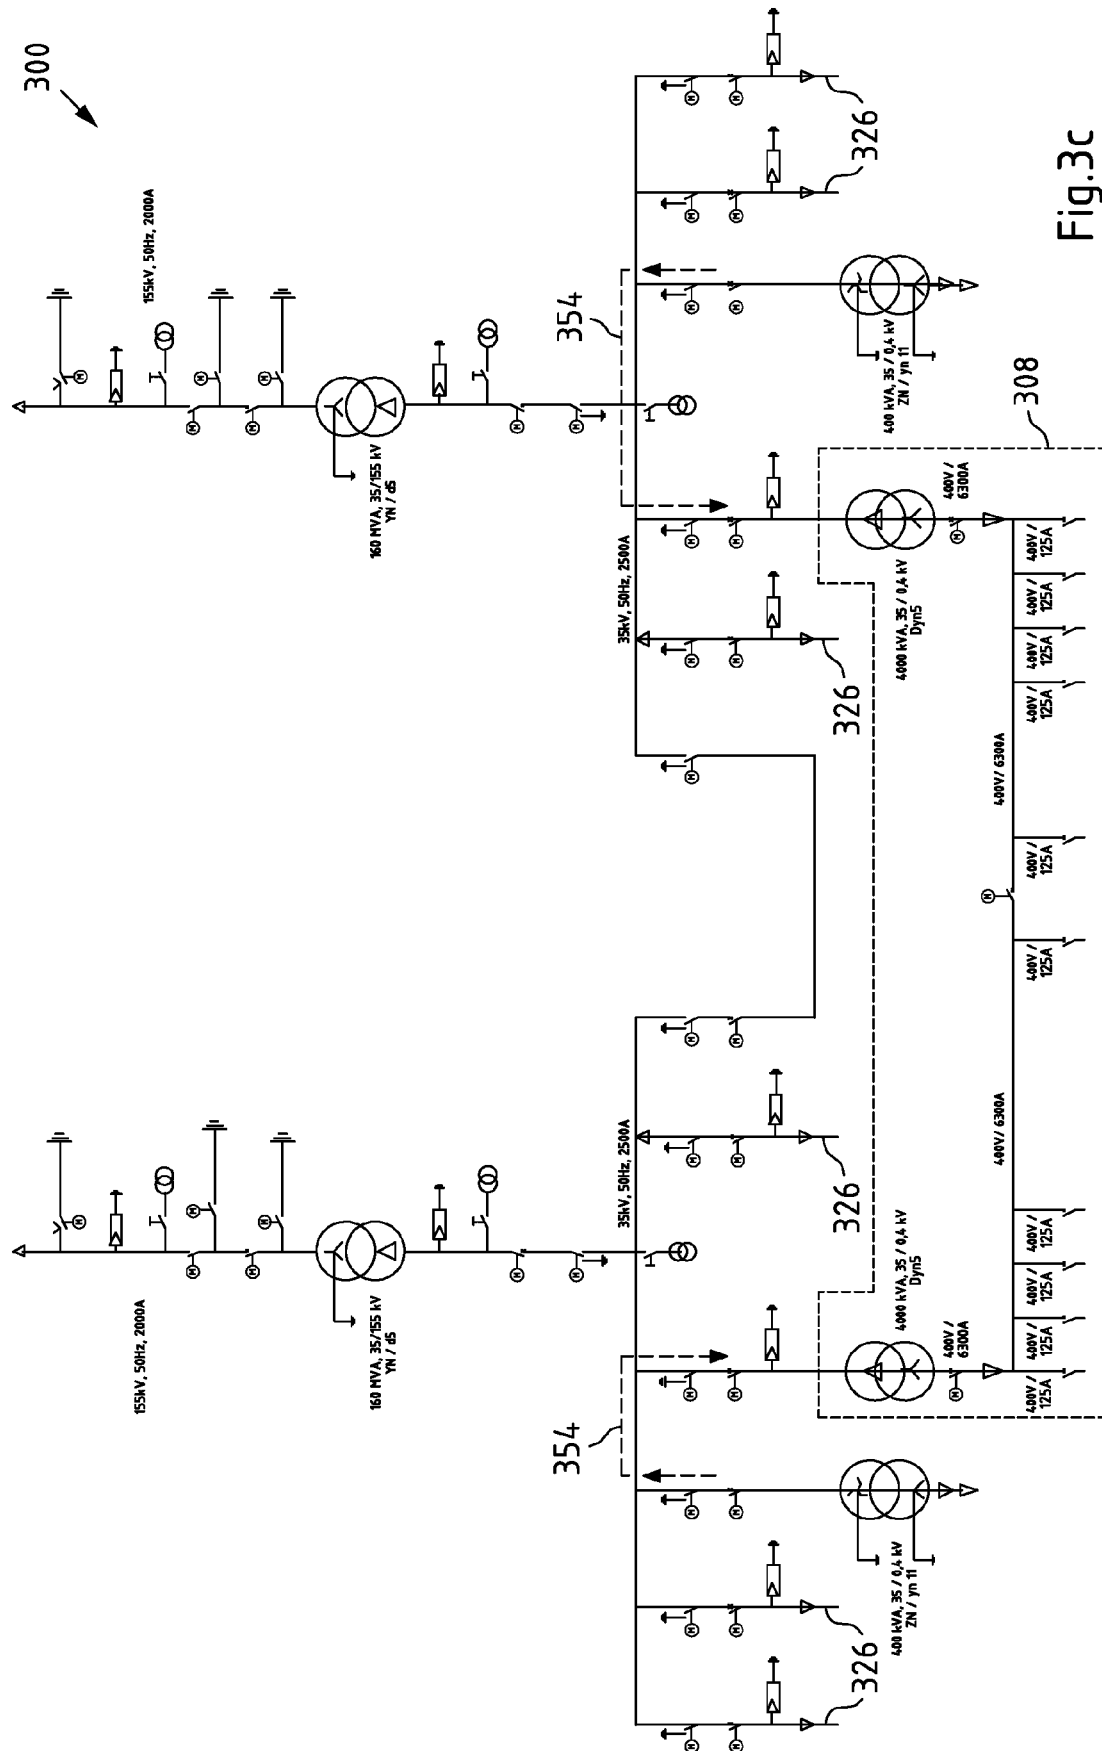 300
M
M
155kV, 50Hz, 2000A
155kV, 50Hz, 2000A
M M
M M
M M
M M
160 MVA, 35/155 kV
YN / d5
160 MVA, 35/155 kV
YN / d5
M
M
M
M
354
354
35kV, 50Hz, 2500A
35kV, 50Hz, 2500A
M M M M M M M M M M M M
M M M M M M M M M M M
326
326
326
326
400 kVA, 35 / 0,4 kV
ZN / yn 11
4000 kVA, 35 / 0,4 kV
Dyn5
4000 kVA, 35 / 0,4 kV
Dyn5
400 kVA, 35 / 0,4 kV
ZN / yn 11
400V /
6300A
M
400V /
6300A
M
308
400V/ 6300A
M
400V/ 6300A
400V /
125A
400V /
125A
400V /
125A
400V /
125A
400V /
125A
400V /
125A
400V /
125A
400V /
125A
400V /
125A
400V /
125A
Fig.3c